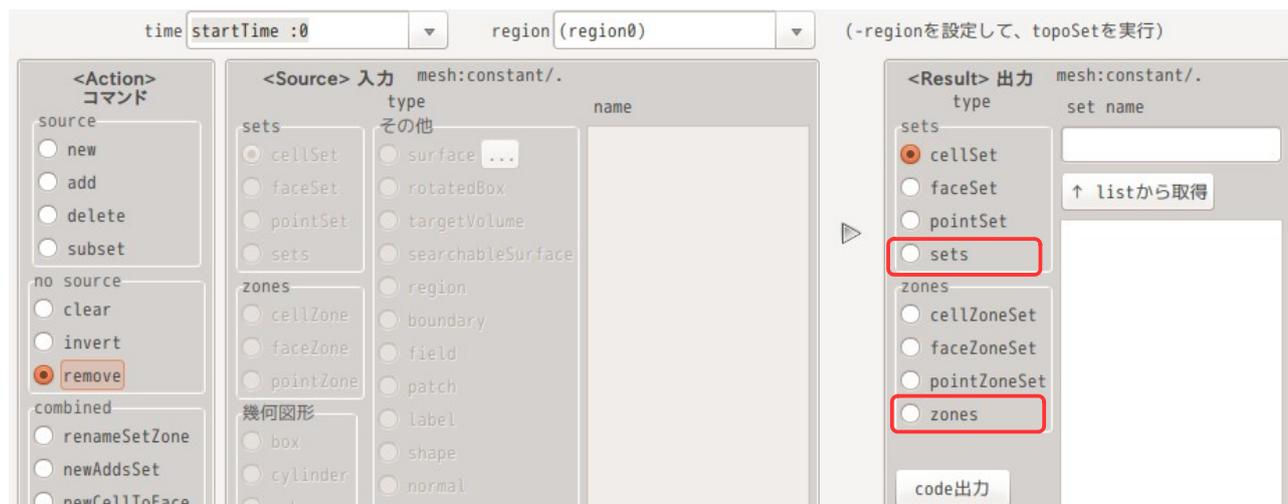 time startTime :0 region (region0) (-regionを設定して、topoSetを実行)
<Action>
コマンド
source
new
add
delete
subset
no source
clear
invert
remove
combined
renameSetZone
newAddsSet
newCellToFace
<Source> 入力 mesh:constant/.
type
name
sets
cellSet
faceSet
pointSet
sets
zones
cellZone
faceZone
pointZone
幾何図形
box
cylinder
その他
surface ...
rotatedBox
targetVolume
searchableSurface
region
boundary
field
patch
label
shape
normal
<Result> 出力 mesh:constant/.
type
set name
sets
cellSet
faceSet
pointSet
sets
↑ listから取得
zones
cellZoneSet
faceZoneSet
pointZoneSet
zones
code出力